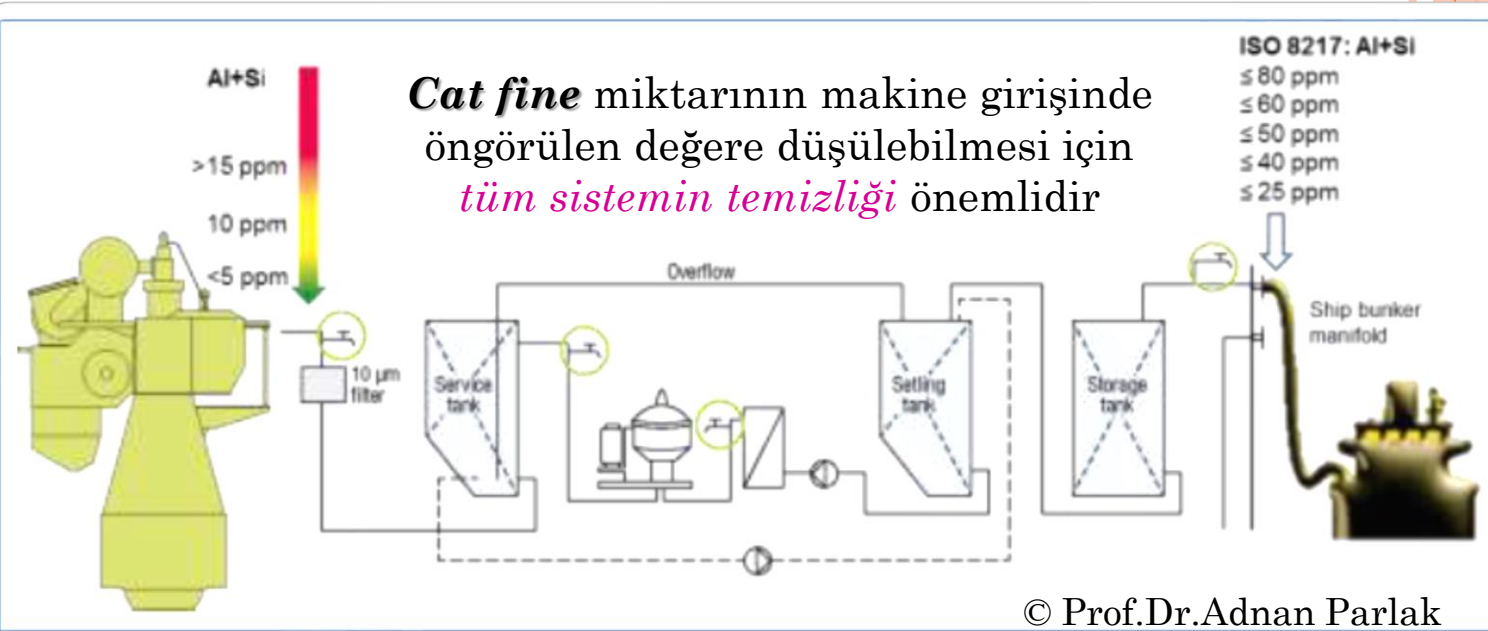 Al+Si
>15 ppm
10 ppm
<5 ppm
Cat fine miktarının makine girişinde
öngörülen değere düşülebilmesi için
tüm sistemin temizliği önemlidir
ISO 8217: Al+Si
≤ 80 ppm
≤ 60 ppm
≤ 50 ppm
≤ 40 ppm
≤ 25 ppm
Overflow
Ship bunker
manifold
10 µm
filter
Service
tank
Setling
tank
Storage
tank
© Prof.Dr.Adnan Parlak